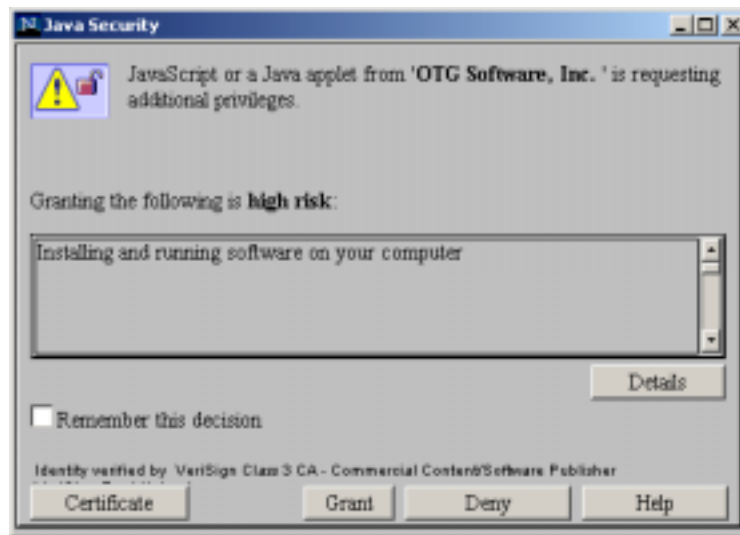 Java Security
JavaScript or a Java applet from 'OTG Software, Inc. ' is requesting
additional privileges.
Granting the following is high risk:
Installing and running software on your computer
Details
Remember this decision
Identity verified by VeriSign Class 3 CA - Commercial Content/Software Publisher
Certificate Grant Deny Help